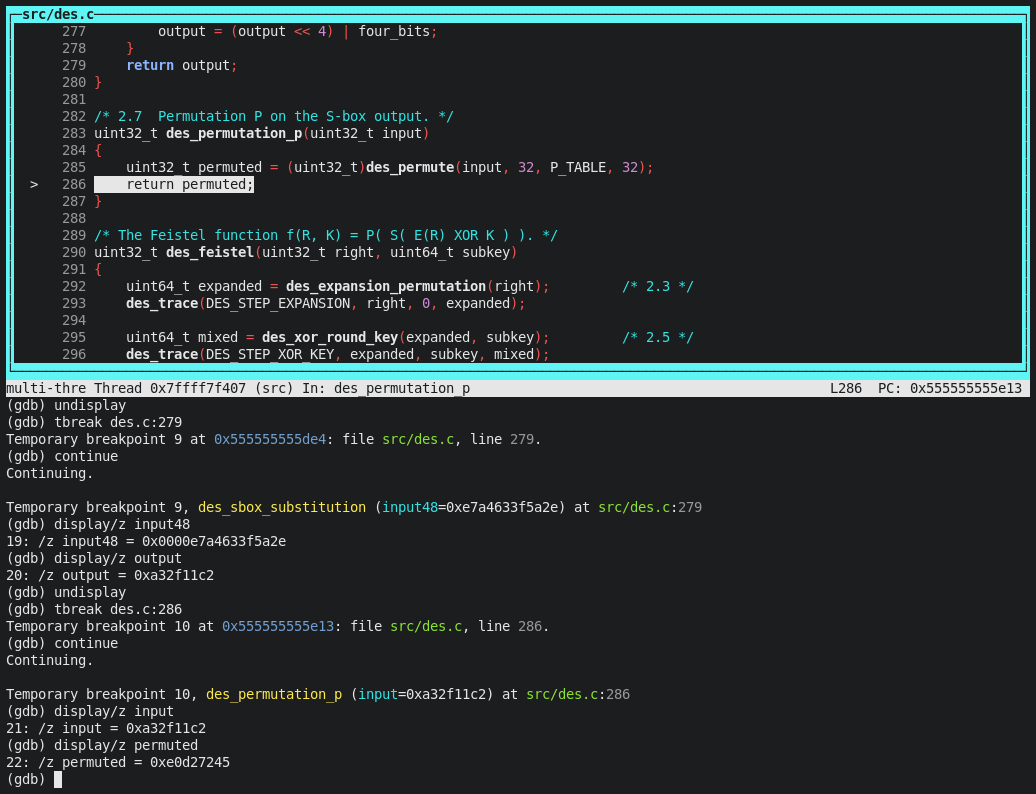 src/des.c
277         output = (output << 4) | four_bits;
278     }
279     return output;
280 }
281
282 /* 2.7  Permutation P on the S-box output. */
283 uint32_t des_permutation_p(uint32_t input)
284 {
285     uint32_t permuted = (uint32_t)des_permute(input, 32, P_TABLE, 32);
> 286     return permuted;
287 }
288
289 /* The Feistel function f(R, K) = P( S( E(R) XOR K ) ). */
290 uint32_t des_feistel(uint32_t right, uint64_t subkey)
291 {
292     uint64_t expanded = des_expansion_permutation(right);         /* 2.3 */
293     des_trace(DES_STEP_EXPANSION, right, 0, expanded);
294
295     uint64_t mixed = des_xor_round_key(expanded, subkey);         /* 2.5 */
296     des_trace(DES_STEP_XOR_KEY, expanded, subkey, mixed);
multi-thre Thread 0x7ffff7f407 (src) In: des_permutation_p L286  PC: 0x555555555e13
(gdb) undisplay
(gdb) tbreak des.c:279
Temporary breakpoint 9 at 0x555555555de4: file src/des.c, line 279.
(gdb) continue
Continuing.

Temporary breakpoint 9, des_sbox_substitution (input48=0xe7a4633f5a2e) at src/des.c:279
(gdb) display/z input48
19: /z input48 = 0x0000e7a4633f5a2e
(gdb) display/z output
20: /z output = 0xa32f11c2
(gdb) undisplay
(gdb) tbreak des.c:286
Temporary breakpoint 10 at 0x555555555e13: file src/des.c, line 286.
(gdb) continue
Continuing.

Temporary breakpoint 10, des_permutation_p (input=0xa32f11c2) at src/des.c:286
(gdb) display/z input
21: /z input = 0xa32f11c2
(gdb) display/z permuted
22: /z permuted = 0xe0d27245
(gdb)